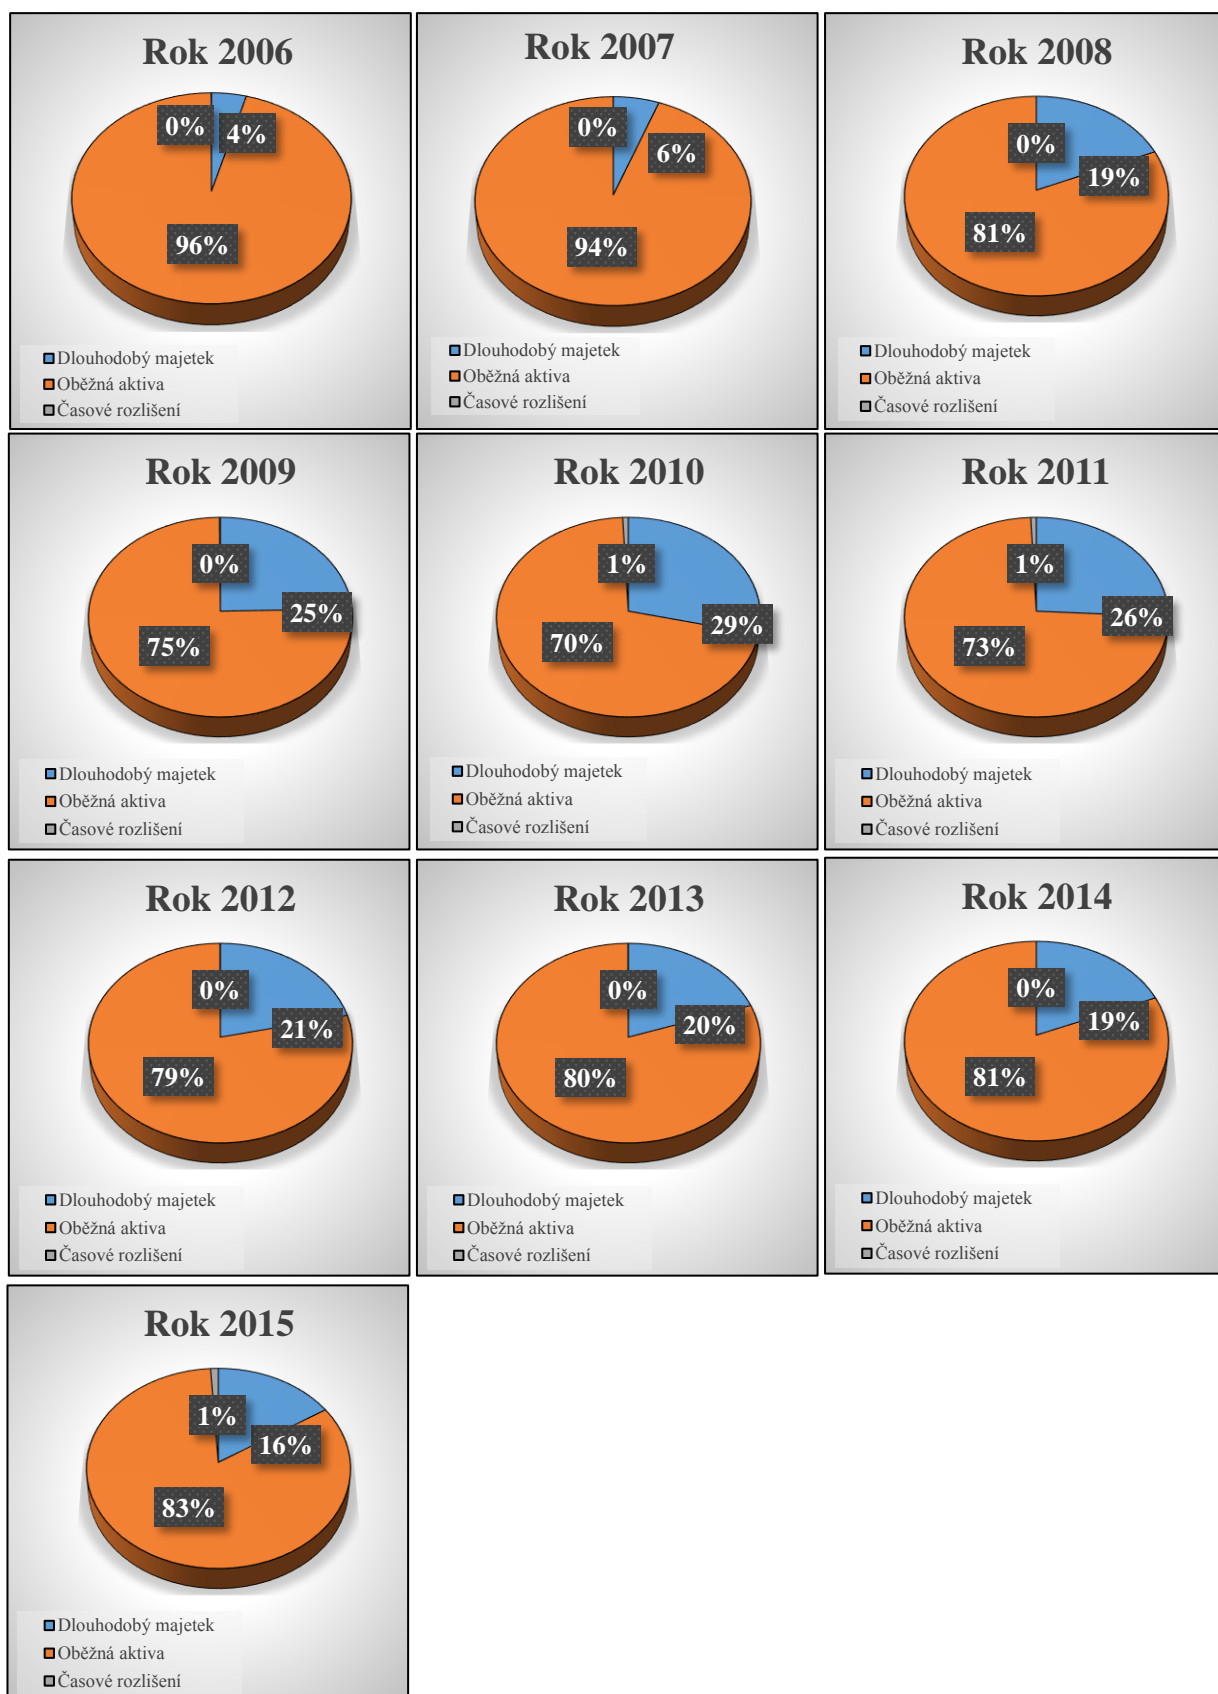 Rok 2006
0%
4%
96%
Dlouhodobý majetek
Oběžná aktiva
Časové rozlišení
Rok 2007
0%
6%
94%
Dlouhodobý majetek
Oběžná aktiva
Časové rozlišení
Rok 2008
0%
19%
81%
Dlouhodobý majetek
Oběžná aktiva
Časové rozlišení
Rok 2009
0%
25%
75%
Dlouhodobý majetek
Oběžná aktiva
Časové rozlišení
Rok 2010
1%
29%
70%
Dlouhodobý majetek
Oběžná aktiva
Časové rozlišení
Rok 2011
1%
26%
73%
Dlouhodobý majetek
Oběžná aktiva
Časové rozlišení
Rok 2012
0%
21%
79%
Dlouhodobý majetek
Oběžná aktiva
Časové rozlišení
Rok 2013
0%
20%
80%
Dlouhodobý majetek
Oběžná aktiva
Časové rozlišení
Rok 2014
0%
19%
81%
Dlouhodobý majetek
Oběžná aktiva
Časové rozlišení
Rok 2015
1%
16%
83%
Dlouhodobý majetek
Oběžná aktiva
Časové rozlišení